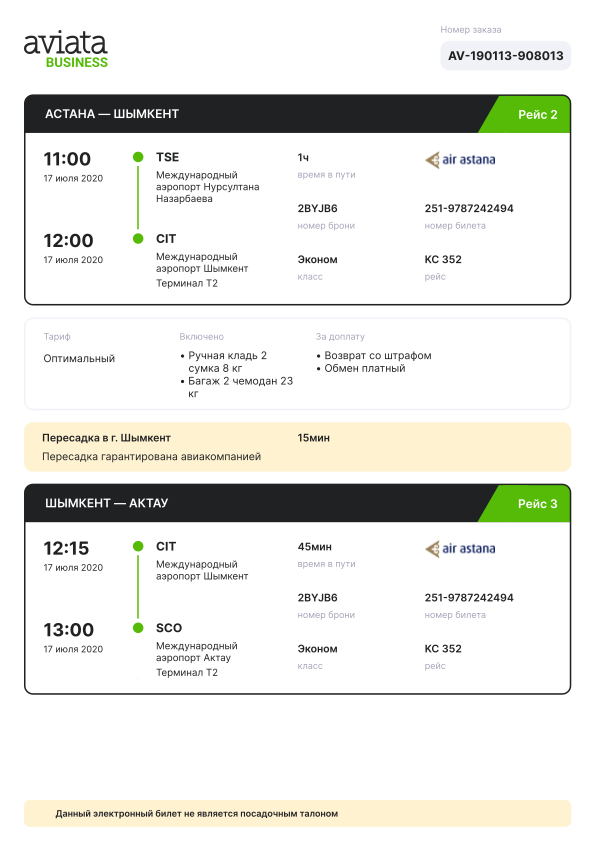 aviata
BUSINESS
Номер заказа
AV-190113-908013
АСТАНА — ШЫМКЕНТ
Рейс 2
11:00
17 июля 2020
TSE
Международный
аэропорт Нурсултана
Назарбаева
1ч
время в пути
air astana
2BYJB6
номер брони
251-9787242494
номер билета
12:00
17 июля 2020
CIT
Международный
аэропорт Шымкент
Терминал T2
Эконом
класс
KC 352
рейс
Тариф
Оптимальный
Включено
• Ручная кладь 2
сумка 8 кг
• Багаж 2 чемодан 23
кг
За доплату
• Возврат со штрафом
• Обмен платный
Пересадка в г. Шымкент
15мин
Пересадка гарантирована авиакомпанией
ШЫМКЕНТ — АКТАУ
Рейс 3
12:15
17 июля 2020
CIT
Международный
аэропорт Шымкент
45мин
время в пути
air astana
2BYJB6
номер брони
251-9787242494
номер билета
13:00
17 июля 2020
SCO
Международный
аэропорт Актау
Терминал T2
Эконом
класс
KC 352
рейс
Данный электронный билет не является посадочным талоном